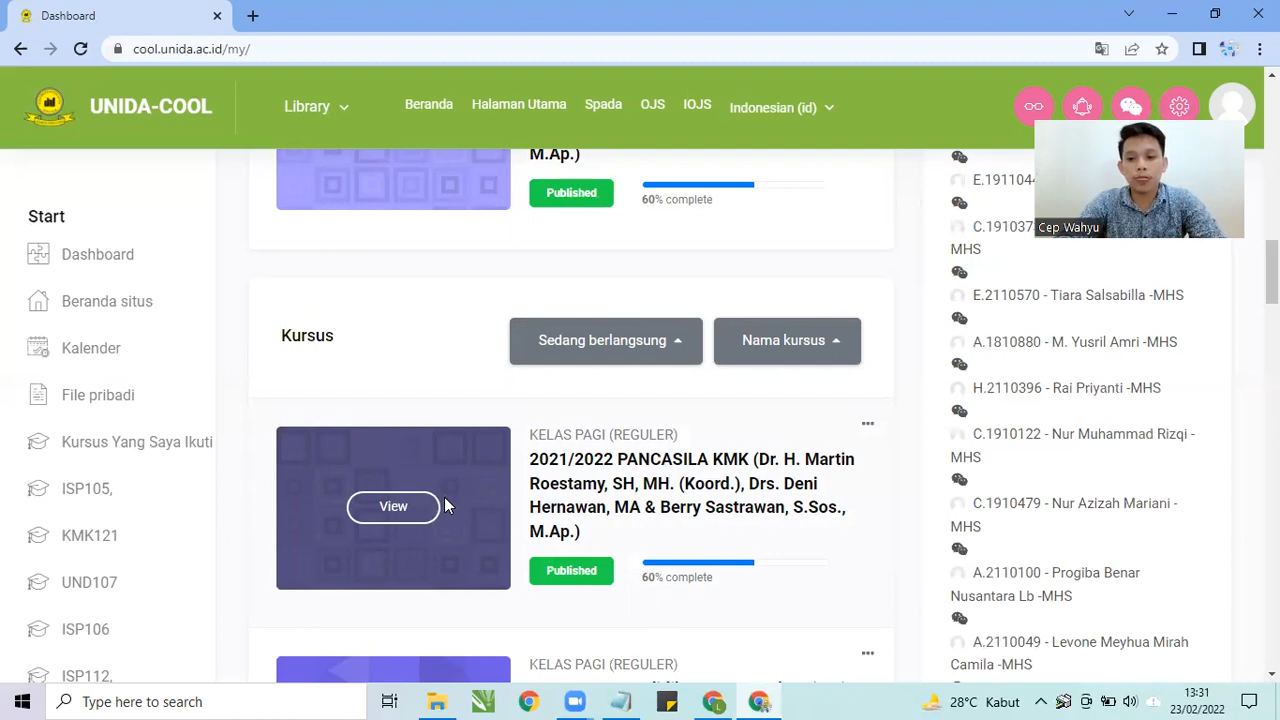 Dashboard
cool.unida.ac.id/my/
UNIDA-COOL
Library
Beranda
Halaman Utama
Spada
OJS
IOJS
Indonesian (id)
Cep Wahyu
Start
Dashboard
Beranda situs
Kalender
File pribadi
Kursus Yang Saya Ikuti
ISP105,
KMK121
UND107
ISP106
ISP112,
M.Ap.)
Published
60% complete
Kursus
Sedang berlangsung
Nama kursus
View
KELAS PAGI (REGULER)
2021/2022 PANCASILA KMK (Dr. H. Martin
Roestamy, SH, MH. (Koord.), Drs. Deni
Hernawan, MA & Berry Sastrawan, S.Sos.,
M.Ap.)
Published
60% complete
KELAS PAGI (REGULER)
E.191104
C.191037
MHS
E.2110570 - Tiara Salsabilla -MHS
A.1810880 - M. Yusril Amri -MHS
H.2110396 - Rai Priyanti -MHS
C.1910122 - Nur Muhammad Rizqi -
MHS
C.1910479 - Nur Azizah Mariani -
MHS
A.2110100 - Progiba Benar
Nusantara Lb -MHS
A.2110049 - Levone Meyhua Mirah
Camila -MHS
Type here to search
28°C Kabut
13:31
23/02/2022